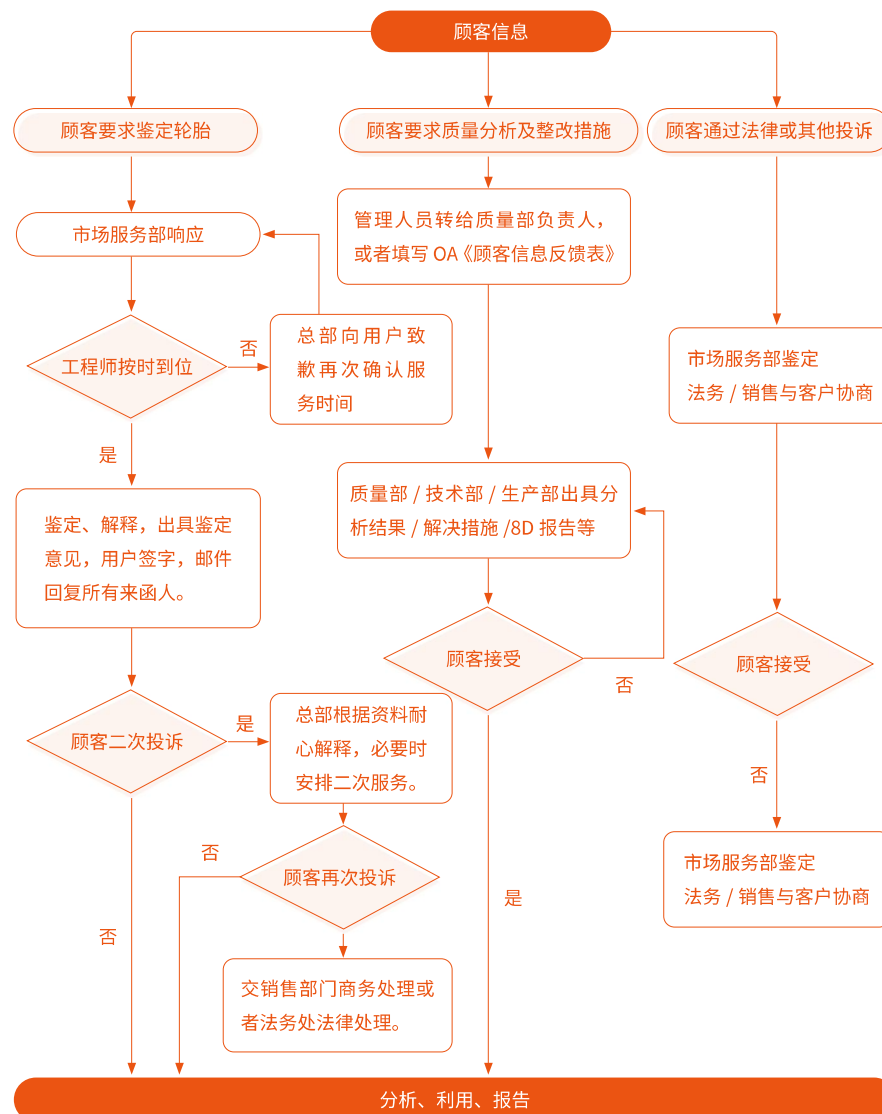 顾客信息
顾客要求鉴定轮胎
顾客要求质量分析及整改措施
顾客通过法律或其他投诉
市场服务部响应
管理人员转给质量部负责人，
或者填写 OA《顾客信息反馈表》
工程师按时到位
否
总部向用户致
歉再次确认服
务时间
市场服务部鉴定
法务 / 销售与客户协商
是
鉴定、解释，出具鉴定
意见，用户签字，邮件
回复所有来函人。
质量部 / 技术部 / 生产部出具分
析结果 / 解决措施 /8D 报告等
顾客接受
否
顾客接受
顾客二次投诉
是
总部根据资料耐
心解释，必要时
安排二次服务。
否
市场服务部鉴定
法务 / 销售与客户协商
否
顾客再次投诉
是
否
交销售部门商务处理或
者法务处法律处理。
分析、利用、报告